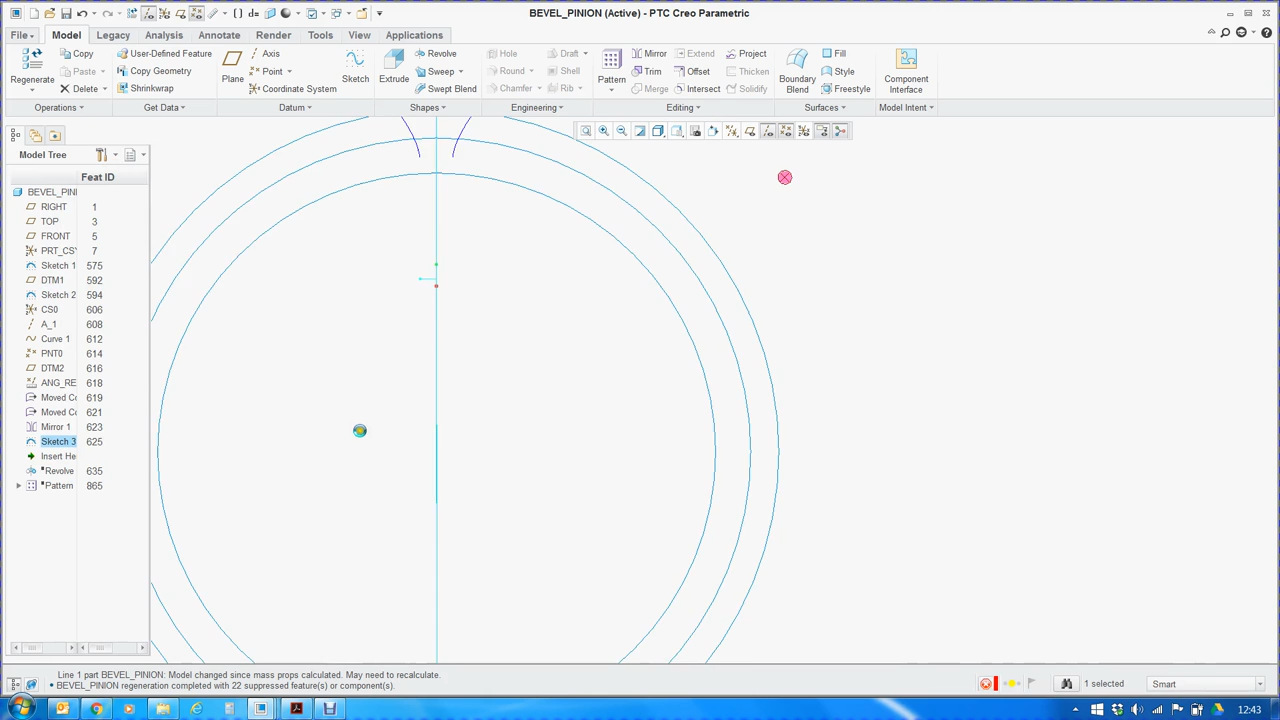 BEVEL_PINION (Active) - PTC Creo Parametric
File Model Legacy Analysis Annotate Render Tools View Applications
Regenerate
Copy
Paste
Delete
User-Defined Feature
Copy Geometry
Shrinkwrap
Plane
Axis
Point
Coordinate System
Sketch
Extrude
Revolve
Sweep
Swept Blend
Hole
Round
Chamfer
Draft
Shell
Rib
Pattern
Mirror
Trim
Merge
Extend
Offset
Intersect
Project
Thicken
Solidify
Boundary
Blend
Fill
Style
Freestyle
Component
Interface
Operations Get Data Datum Shapes Engineering Editing Surfaces Model Intent
Model Tree
Feat ID
BEVEL_PINI
RIGHT 1
TOP 3
FRONT 5
PRT_CSY 7
Sketch 1 575
DTM1 592
Sketch 2 594
CS0 606
A_1 608
Curve 1 612
PNT0 614
DTM2 616
ANG_RE 618
Moved Co 619
Moved Co 621
Mirror 1 623
Sketch 3 625
Insert He
Revolve 635
Pattern 865
Line 1 part BEVEL_PINION: Model changed since mass props calculated. May need to recalculate.
• BEVEL_PINION regeneration completed with 22 suppressed feature(s) or component(s).
1 selected
Smart
12:43